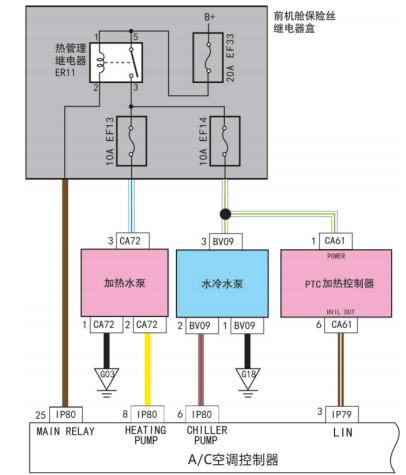 前机舱保险丝
继电器盒
B+
热管理
继电器
ER11
1
5
2
3
20A EF33
10A EF13
10A EF14
3 CA72
3 BV09
1 CA61
加热水泵
水冷水泵
POWER
PTC加热控制器
HVIL OUT
1 CA72
2 CA72
2 BV09
1 BV09
6 CA61
G03
G18
25 IP80
8 IP80
6 IP80
3 IP79
MAIN RELAY
HEATING
PUMP
CHILLER
PUMP
LIN
A/C空调控制器